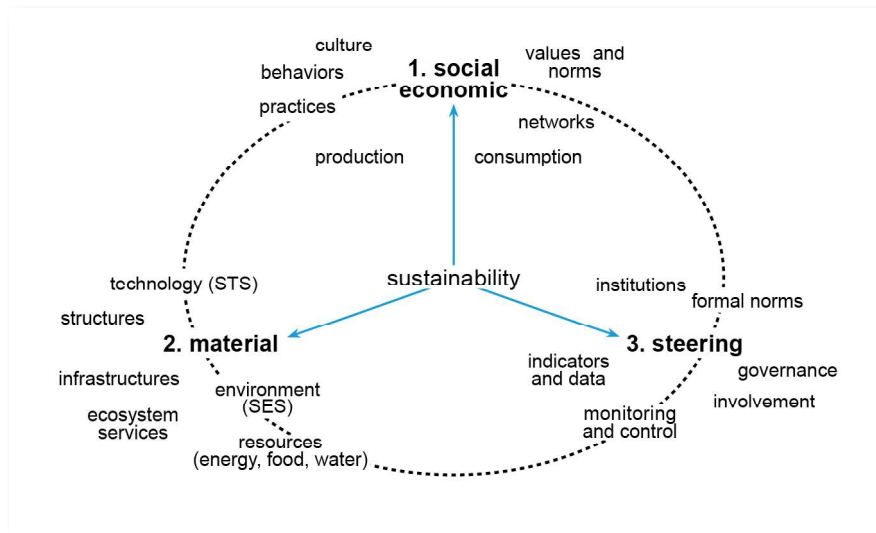 culture
behaviors
practices
1. social
economic
values and
norms
networks
production
consumption
sustainability
technology (STS)
structures
2. material
infrastructures
environment
(SES)
ecosystem
services
resources
(energy, food, water)
institutions
formal norms
3. steering
indicators
and data
governance
involvement
monitoring
and control